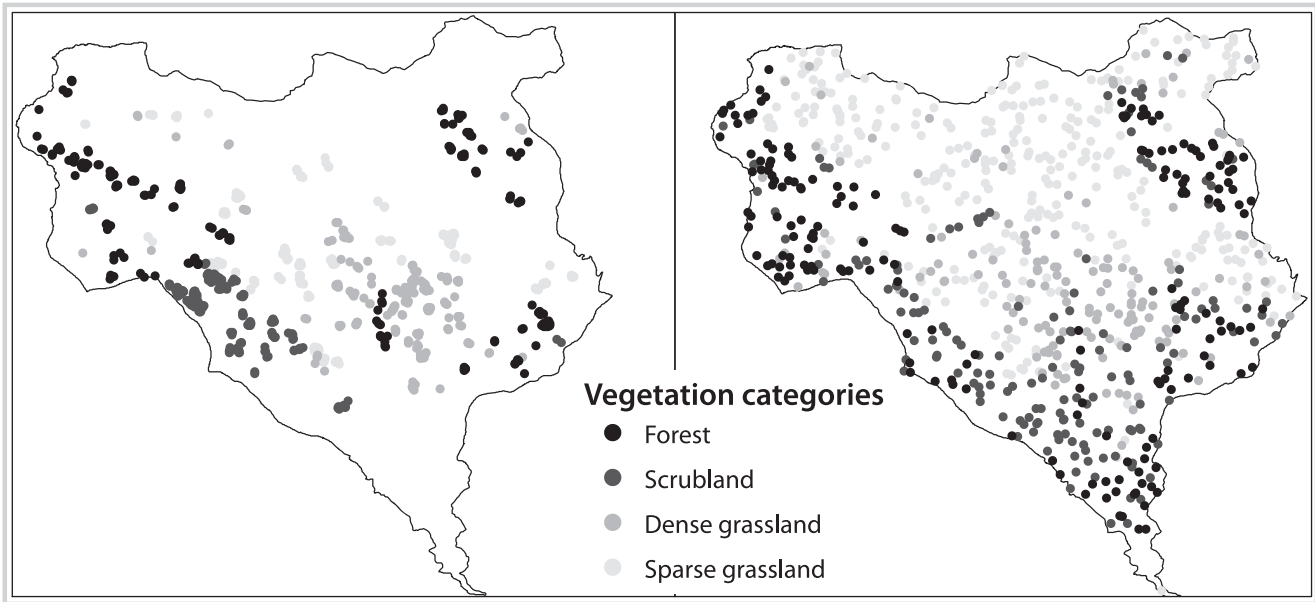 Vegetation categories
Forest
Scrubland
Dense grassland
Sparse grassland